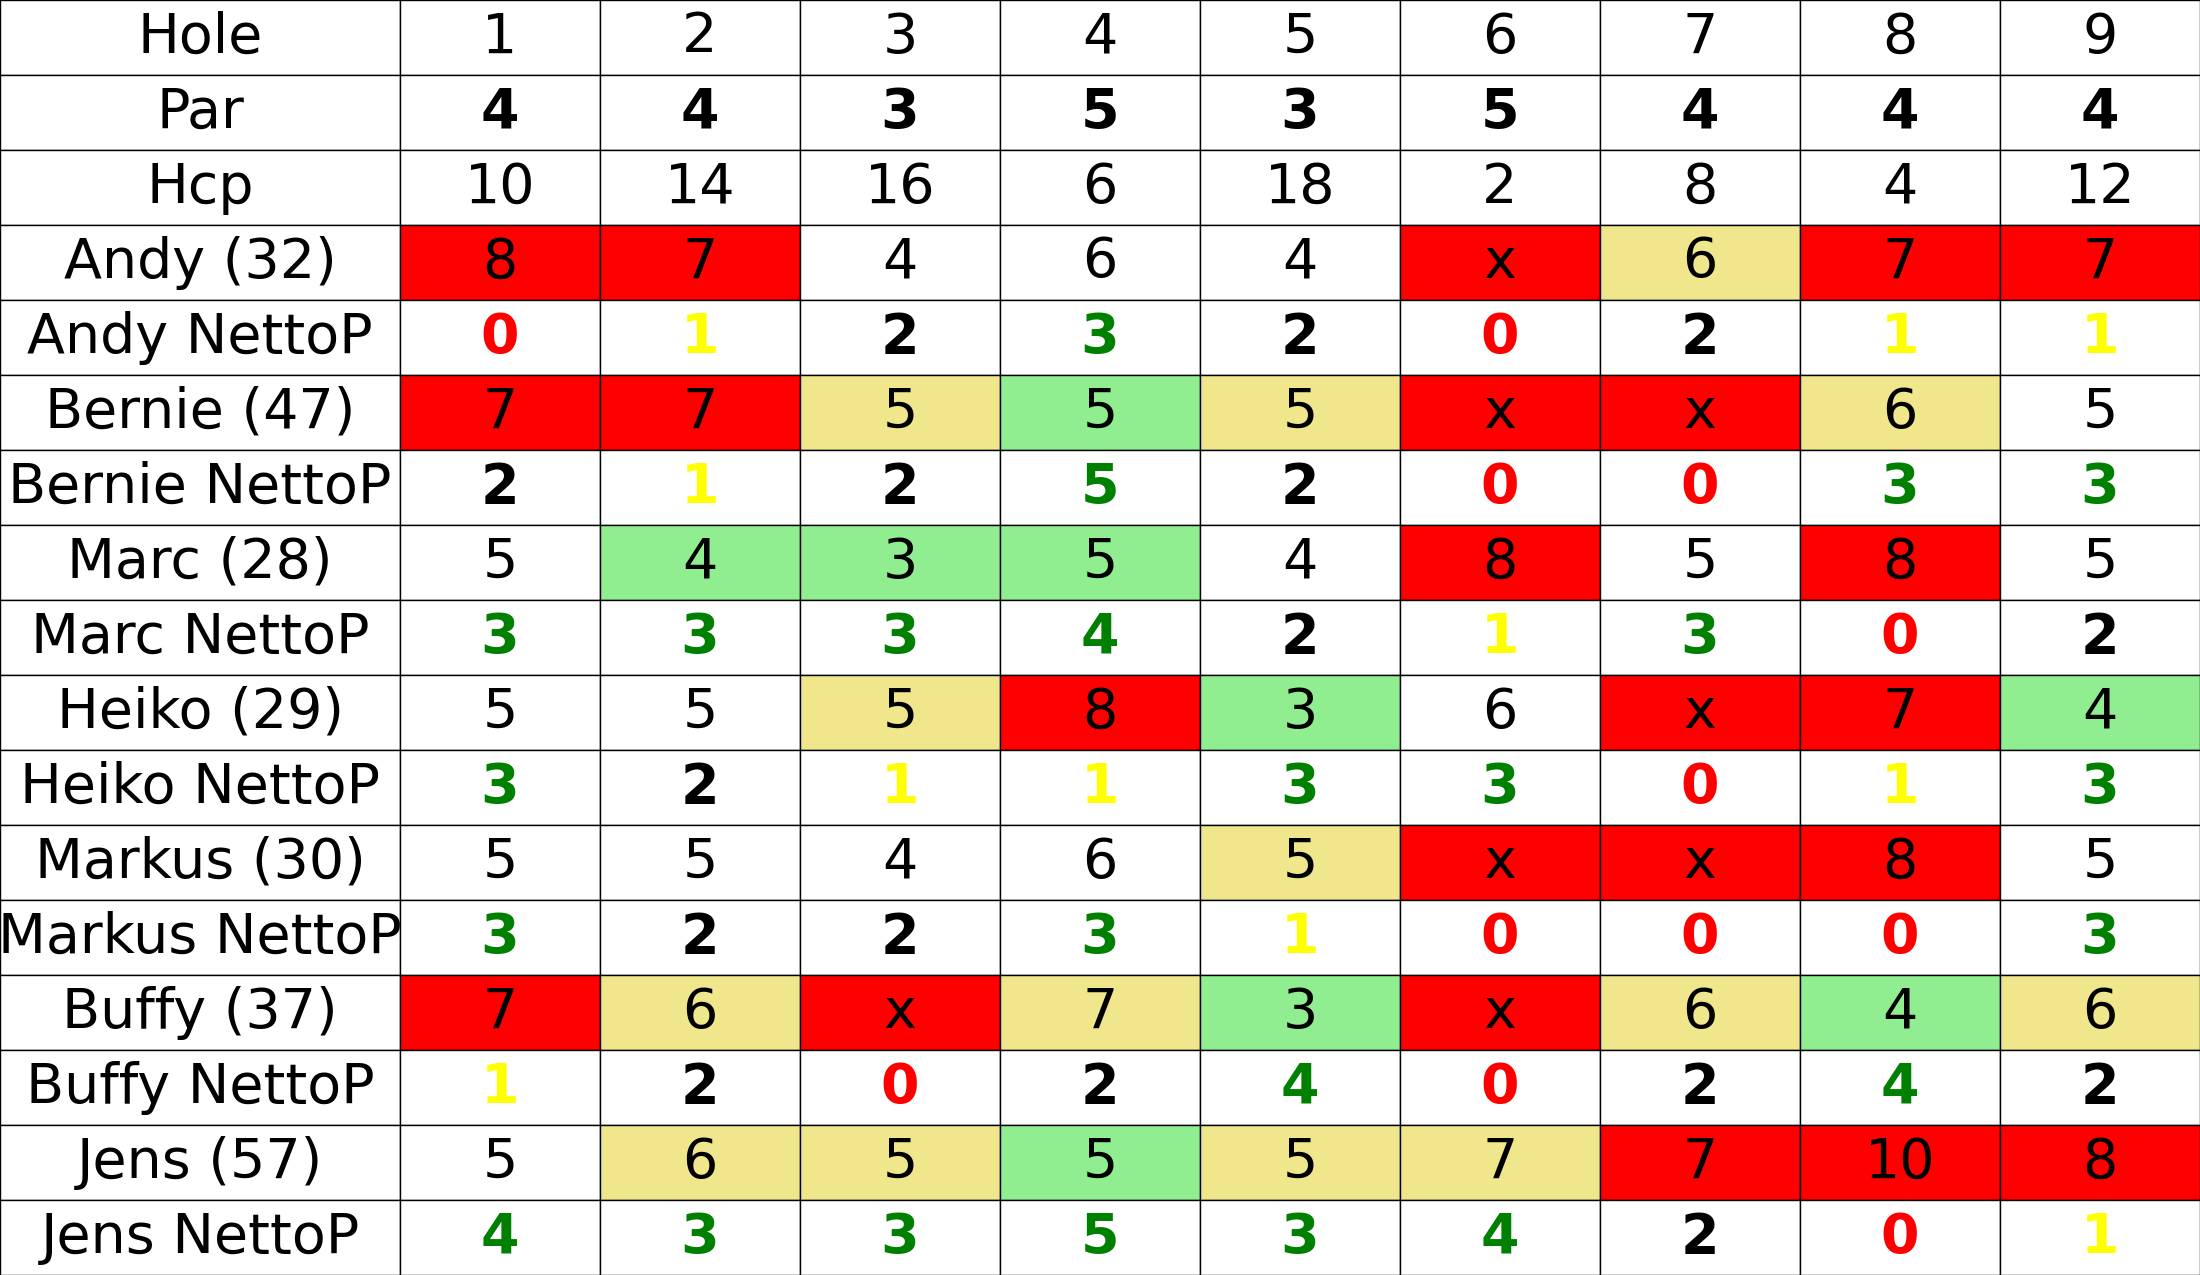 Hole 1 2 3 4 5 6 7 8 9
Par 4 4 3 5 3 5 4 4 4
Hcp 10 14 16 6 18 2 8 4 12
Andy (32) 8 7 4 6 4 x 6 7 7
Andy NettoP 0 1 2 3 2 0 2 1 1
Bernie (47) 7 7 5 5 5 x x 6 5
Bernie NettoP 2 1 2 5 2 0 0 3 3
Marc (28) 5 4 3 5 4 8 5 8 5
Marc NettoP 3 3 3 4 2 1 3 0 2
Heiko (29) 5 5 5 8 3 6 x 7 4
Heiko NettoP 3 2 1 1 3 3 0 1 3
Markus (30) 5 5 4 6 5 x x 8 5
Markus NettoP 3 2 2 3 1 0 0 0 3
Buffy (37) 7 6 x 7 3 x 6 4 6
Buffy NettoP 1 2 0 2 4 0 2 4 2
Jens (57) 5 6 5 5 5 7 7 10 8
Jens NettoP 4 3 3 5 3 4 2 0 1